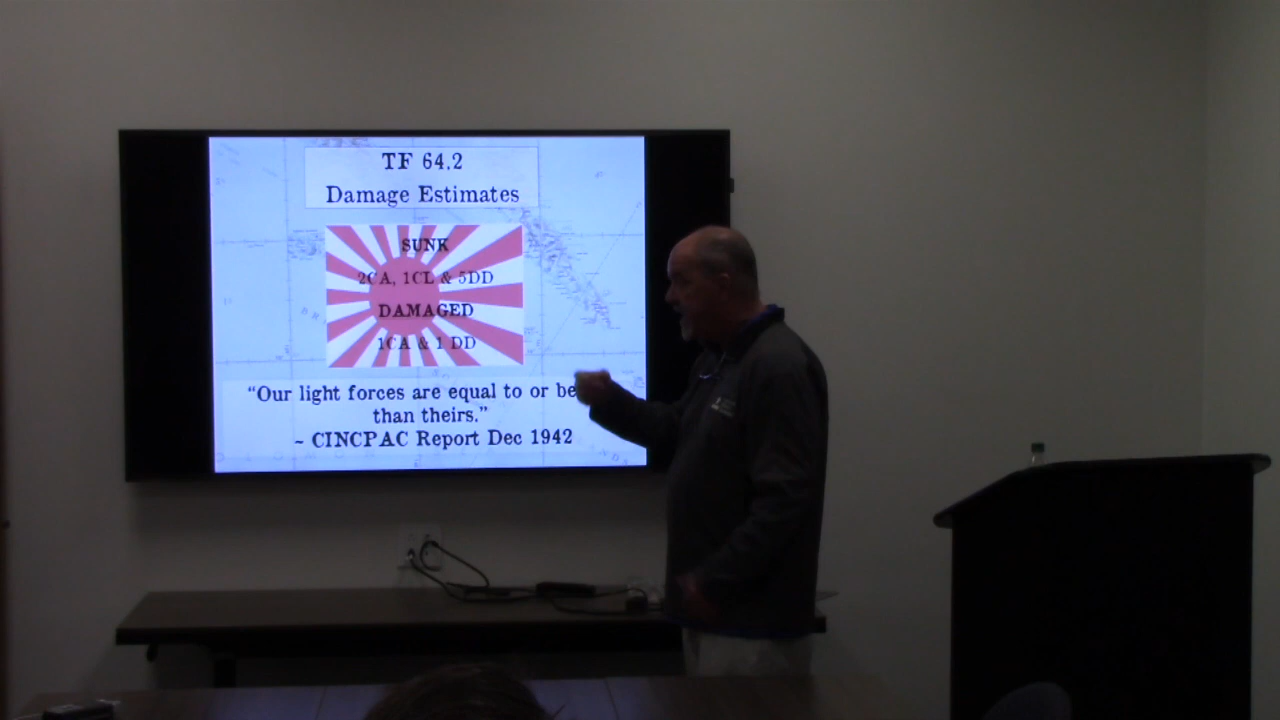 TF 64.2
Damage Estimates
SUNK
2CA, 1CL & 5DD
DAMAGED
1CA & 1 DD
“Our light forces are equal to or
than theirs.”
~ CINCPAC Report Dec 1942